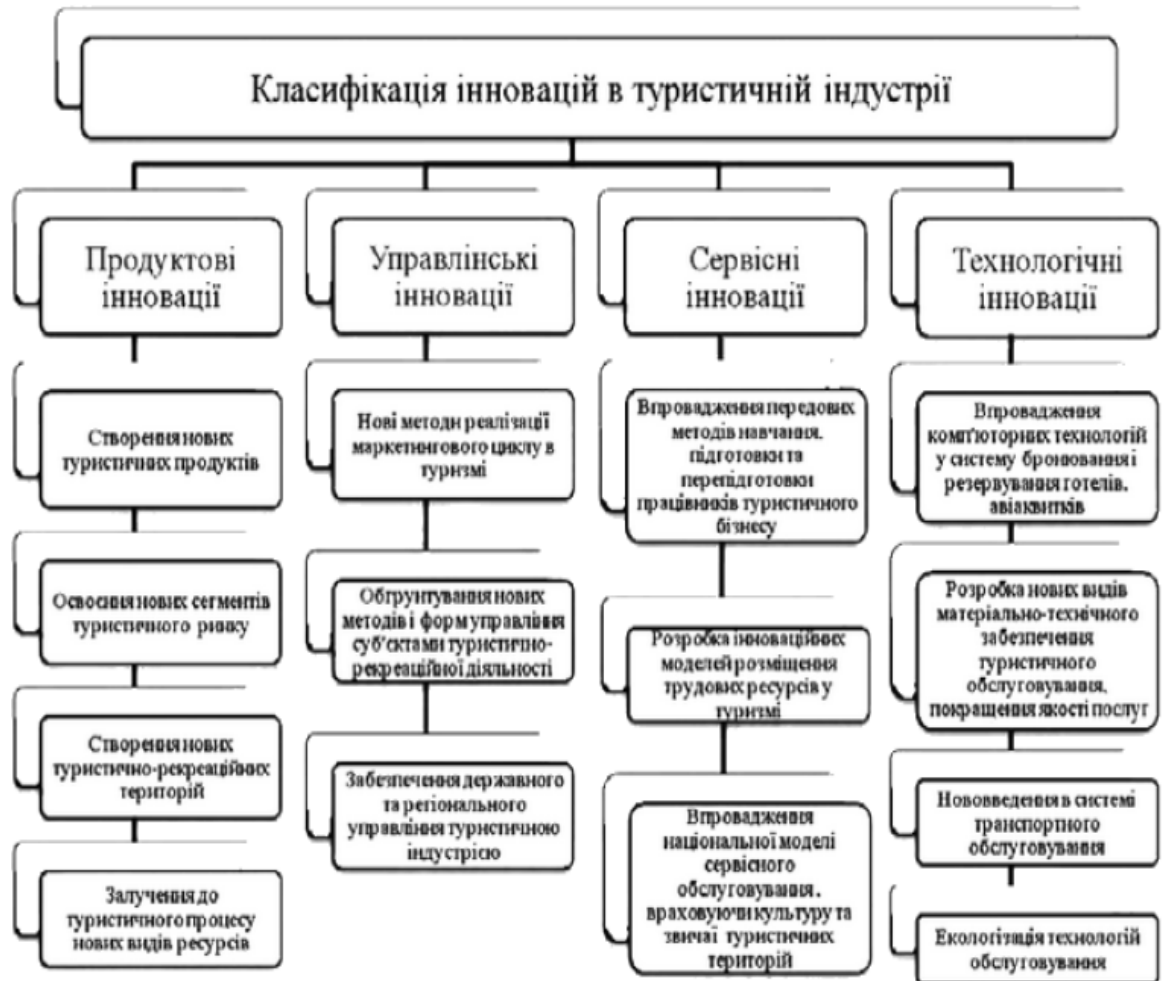 Класифікація інновацій в туристичній індустрії
Продуктові
інновації
Створення нових
туристичних продуктів
Освоєння нових сегментів
туристичного ринку
Створення нових
туристично-рекреаційних
територій
Залучення до
туристичного процесу
нових видів ресурсів
Управлінські
інновації
Нові методи реалізації
маркетингового циклу в
туризмі
Обґрунтування нових
методів і форм управління
суб'єктами туристично-
рекреаційної діяльності
Забезпечення державного
та регіонального
управління туристичною
індустрією
Сервісні
інновації
Впровадження передових
методів навчання,
підготовки та
перепідготовки
працівників туристичного
бізнесу
Розробка інноваційних
моделей розміщення
трудових ресурсів у
туризмі
Впровадження
національної моделі
сервісного
обслуговування,
враховуючи культуру та
звичаї туристичних
територій
Технологічні
інновації
Впровадження
комп'юторних технологій
у систему бронювання і
резервування готелів,
авіаквитків
Розробка нових видів
матеріально-технічного
забезпечення
туристичного
обслуговування,
покращення якості послуг
Нововведення в системі
транспортного
обслуговування
Екологізація технологій
обслуговування